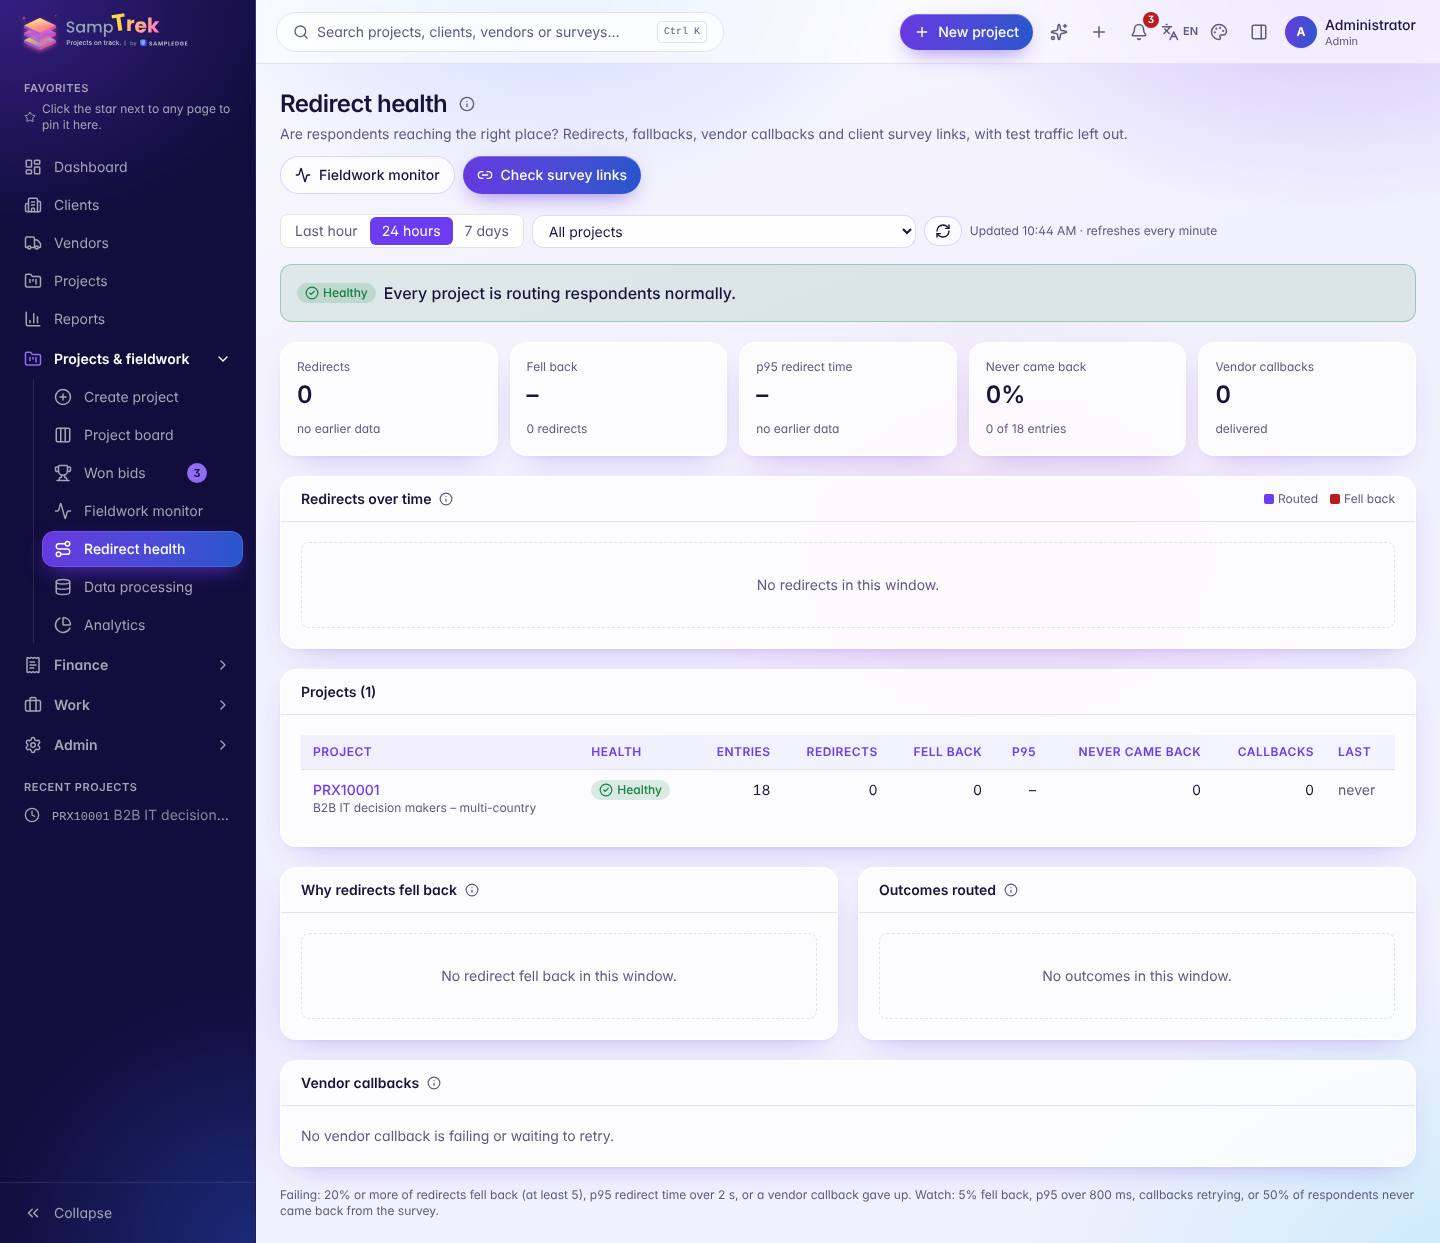 SampTrek
Projects on track. | by SAMPLEDGE
Search projects, clients, vendors or surveys...
Ctrl K
New project
3
EN
A
Administrator
Admin
FAVORITES
Click the star next to any page to
pin it here.
Dashboard
Clients
Vendors
Projects
Reports
Projects & fieldwork
Create project
Project board
Won bids
3
Fieldwork monitor
Redirect health
Data processing
Analytics
Finance
Work
Admin
RECENT PROJECTS
PRX10001 B2B IT decision...
Collapse
Redirect health
Are respondents reaching the right place? Redirects, fallbacks, vendor callbacks and client survey links, with test traffic left out.
Fieldwork monitor
Check survey links
Last hour
24 hours
7 days
All projects
Updated 10:44 AM · refreshes every minute
Healthy
Every project is routing respondents normally.
Redirects
0
no earlier data
Fell back
–
0 redirects
p95 redirect time
–
no earlier data
Never came back
0%
0 of 18 entries
Vendor callbacks
0
delivered
Redirects over time
Routed
Fell back
No redirects in this window.
Projects (1)
PROJECT HEALTH ENTRIES REDIRECTS FELL BACK P95 NEVER CAME BACK CALLBACKS LAST
PRX10001 Healthy 18 0 0 – 0 0 never
B2B IT decision makers – multi-country
Why redirects fell back
No redirect fell back in this window.
Outcomes routed
No outcomes in this window.
Vendor callbacks
No vendor callback is failing or waiting to retry.
Failing: 20% or more of redirects fell back (at least 5), p95 redirect time over 2 s, or a vendor callback gave up. Watch: 5% fell back, p95 over 800 ms, callbacks retrying, or 50% of respondents never
came back from the survey.